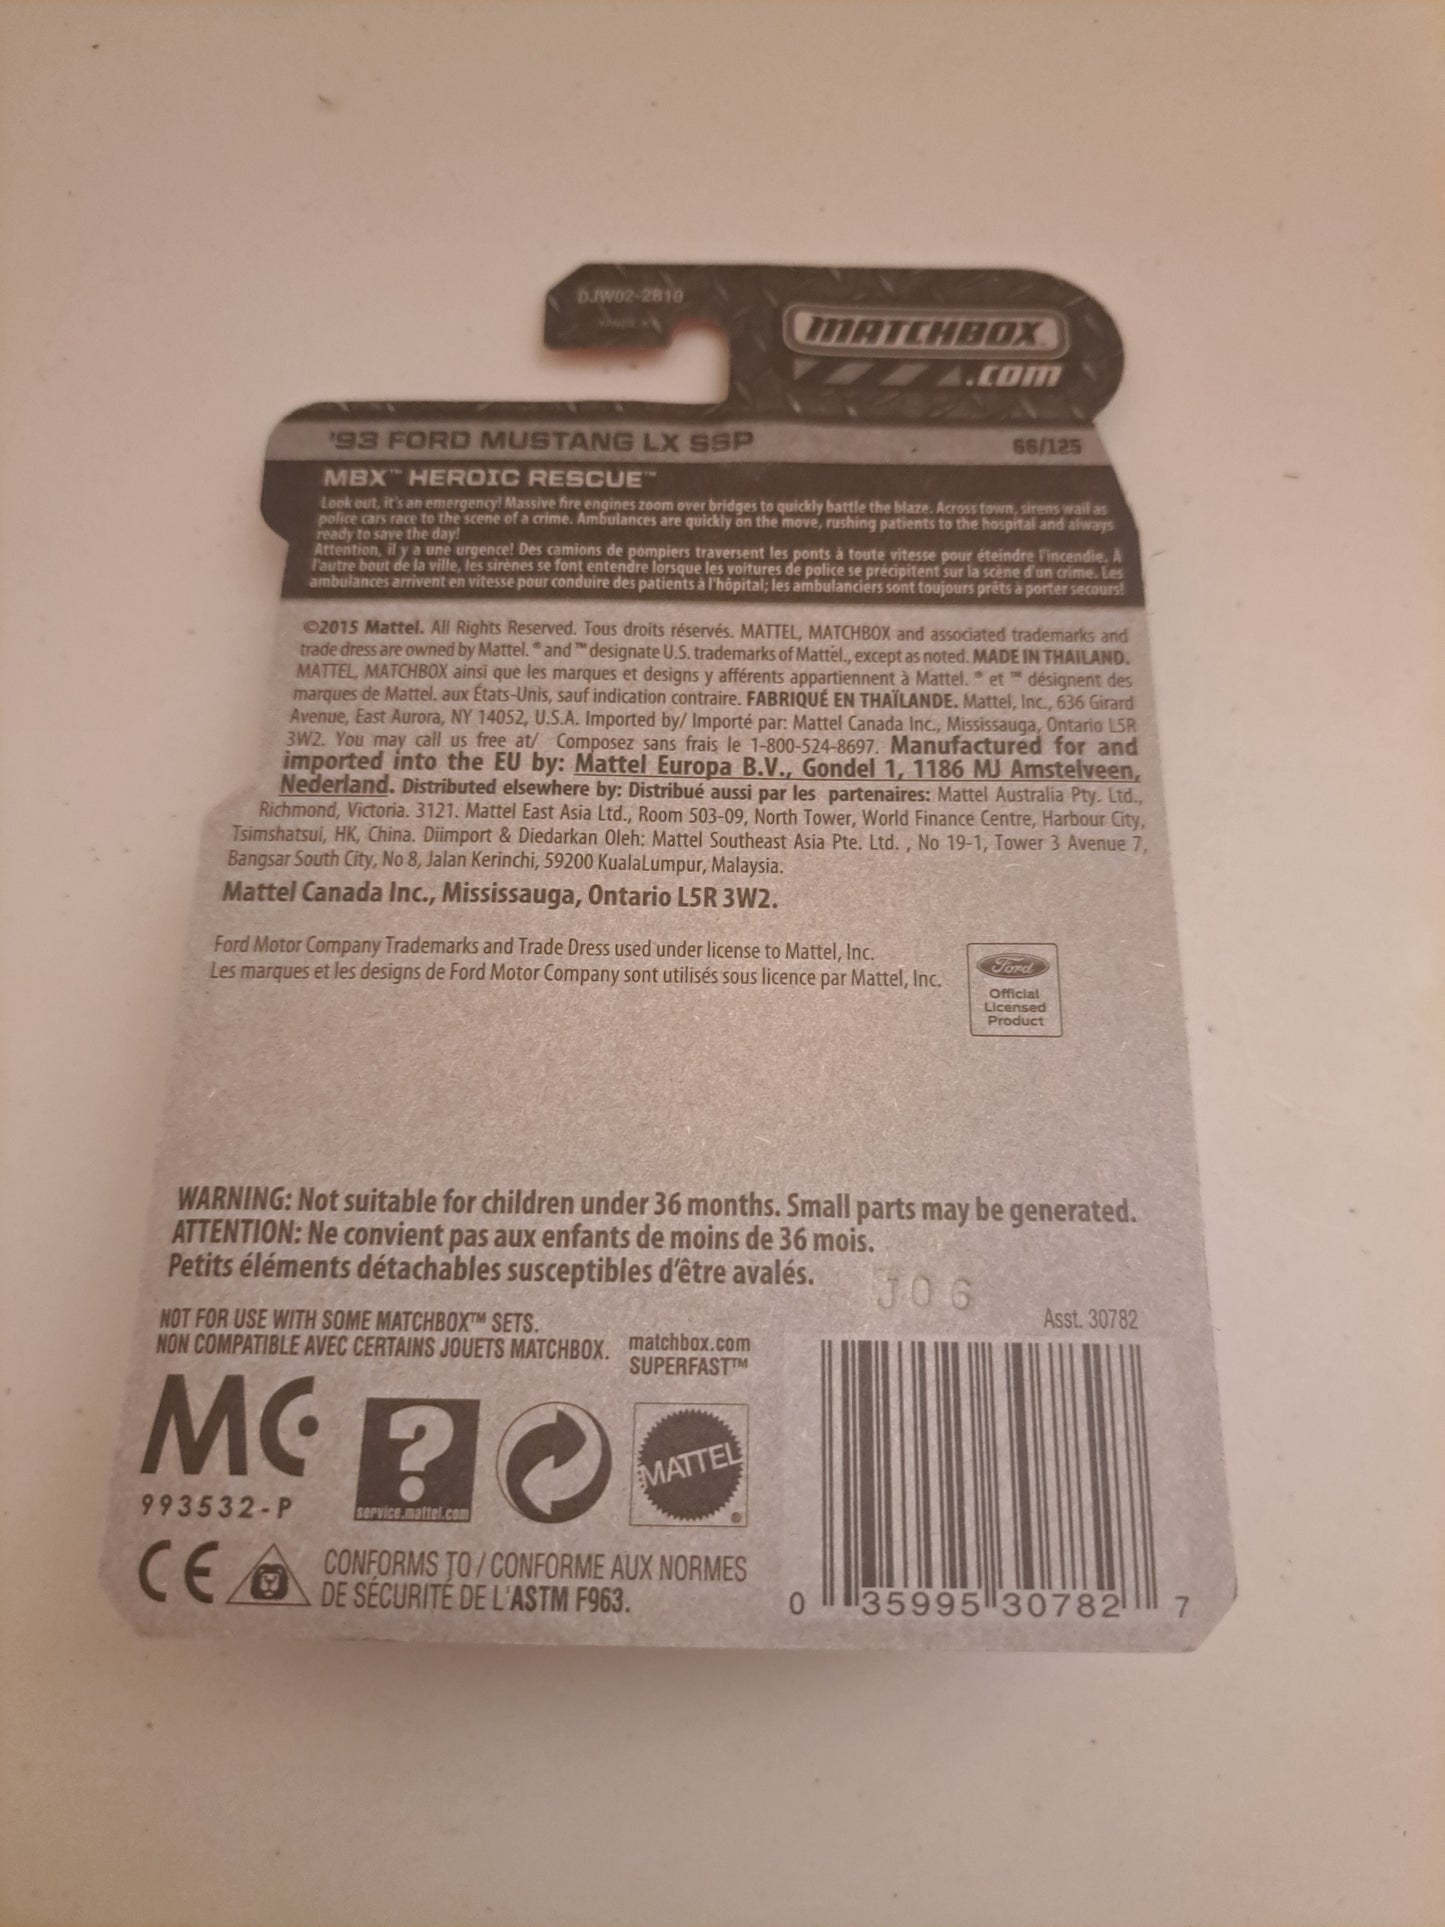 DJW02-2B10
MATCHBOX
.COM
'93 FORD MUSTANG LX SSP
66/125
MBX™ HEROIC RESCUE™
Look out, it's an emergency! Massive fire engines zoom over bridges to quickly battle the blaze. Across town, sirens wail as
police cars race to the scene of a crime. Ambulances are quickly on the move, rushing patients to the hospital and always
ready to save the day!
Attention, il y a une urgence! Des camions de pompiers traversent les ponts à toute vitesse pour éteindre l'incendie. À
l'autre bout de la ville, les sirènes se font entendre lorsque les voitures de police se précipitent sur la scène d'un crime. Les
ambulances arrivent en vitesse pour conduire des patients à l'hôpital; les ambulanciers sont toujours prêts à porter secours!
©2015 Mattel. All Rights Reserved. Tous droits réservés. MATTEL, MATCHBOX and associated trademarks and
trade dress are owned by Mattel. ® and ™ designate U.S. trademarks of Mattel., except as noted. MADE IN THAILAND.
MATTEL, MATCHBOX ainsi que les marques et designs y afférents appartiennent à Mattel. ® et ™ désignent des
marques de Mattel. aux États-Unis, sauf indication contraire. FABRIQUÉ EN THAÏLANDE. Mattel, Inc., 636 Girard
Avenue, East Aurora, NY 14052, U.S.A. Imported by/ Importé par: Mattel Canada Inc., Mississauga, Ontario L5R
3W2. You may call us free at/ Composez sans frais le 1-800-524-8697. Manufactured for and
imported into the EU by: Mattel Europa B.V., Gondel 1, 1186 MJ Amstelveen,
Nederland. Distributed elsewhere by: Distribué aussi par les partenaires: Mattel Australia Pty. Ltd.,
Richmond, Victoria. 3121. Mattel East Asia Ltd., Room 503-09, North Tower, World Finance Centre, Harbour City,
Tsimshatsui, HK, China. Diimport & Diedarkan Oleh: Mattel Southeast Asia Pte. Ltd. , No 19-1, Tower 3 Avenue 7,
Bangsar South City, No 8, Jalan Kerinchi, 59200 KualaLumpur, Malaysia.
Mattel Canada Inc., Mississauga, Ontario L5R 3W2.
Ford Motor Company Trademarks and Trade Dress used under license to Mattel, Inc.
Les marques et les designs de Ford Motor Company sont utilisés sous licence par Mattel, Inc.
Ford
Official
Licensed
Product
WARNING: Not suitable for children under 36 months. Small parts may be generated.
ATTENTION: Ne convient pas aux enfants de moins de 36 mois.
Petits éléments détachables susceptibles d'être avalés.
J06
NOT FOR USE WITH SOME MATCHBOX™ SETS.
NON COMPATIBLE AVEC CERTAINS JOUETS MATCHBOX.
matchbox.com
SUPERFAST™
Asst. 30782
MC
993532-P
?
service.mattel.com
MATTEL
®
CE
CONFORMS TO / CONFORME AUX NORMES
DE SÉCURITÉ DE L'ASTM F963.
0 35995 30782 7